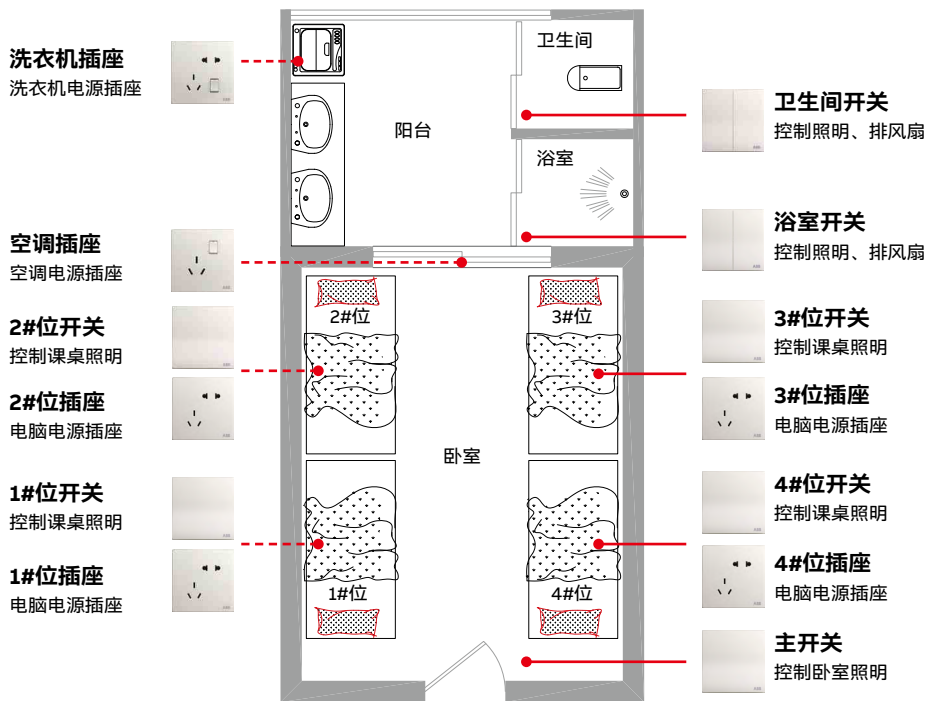 洗衣机插座
洗衣机电源插座
空调插座
空调电源插座
2#位开关
控制课桌照明
2#位插座
电脑电源插座
1#位开关
控制课桌照明
1#位插座
电脑电源插座
卫生间
阳台
浴室
2#位
3#位
卧室
1#位
4#位
卫生间开关
控制照明、排风扇
浴室开关
控制照明、排风扇
3#位开关
控制课桌照明
3#位插座
电脑电源插座
4#位开关
控制课桌照明
4#位插座
电脑电源插座
主开关
控制卧室照明